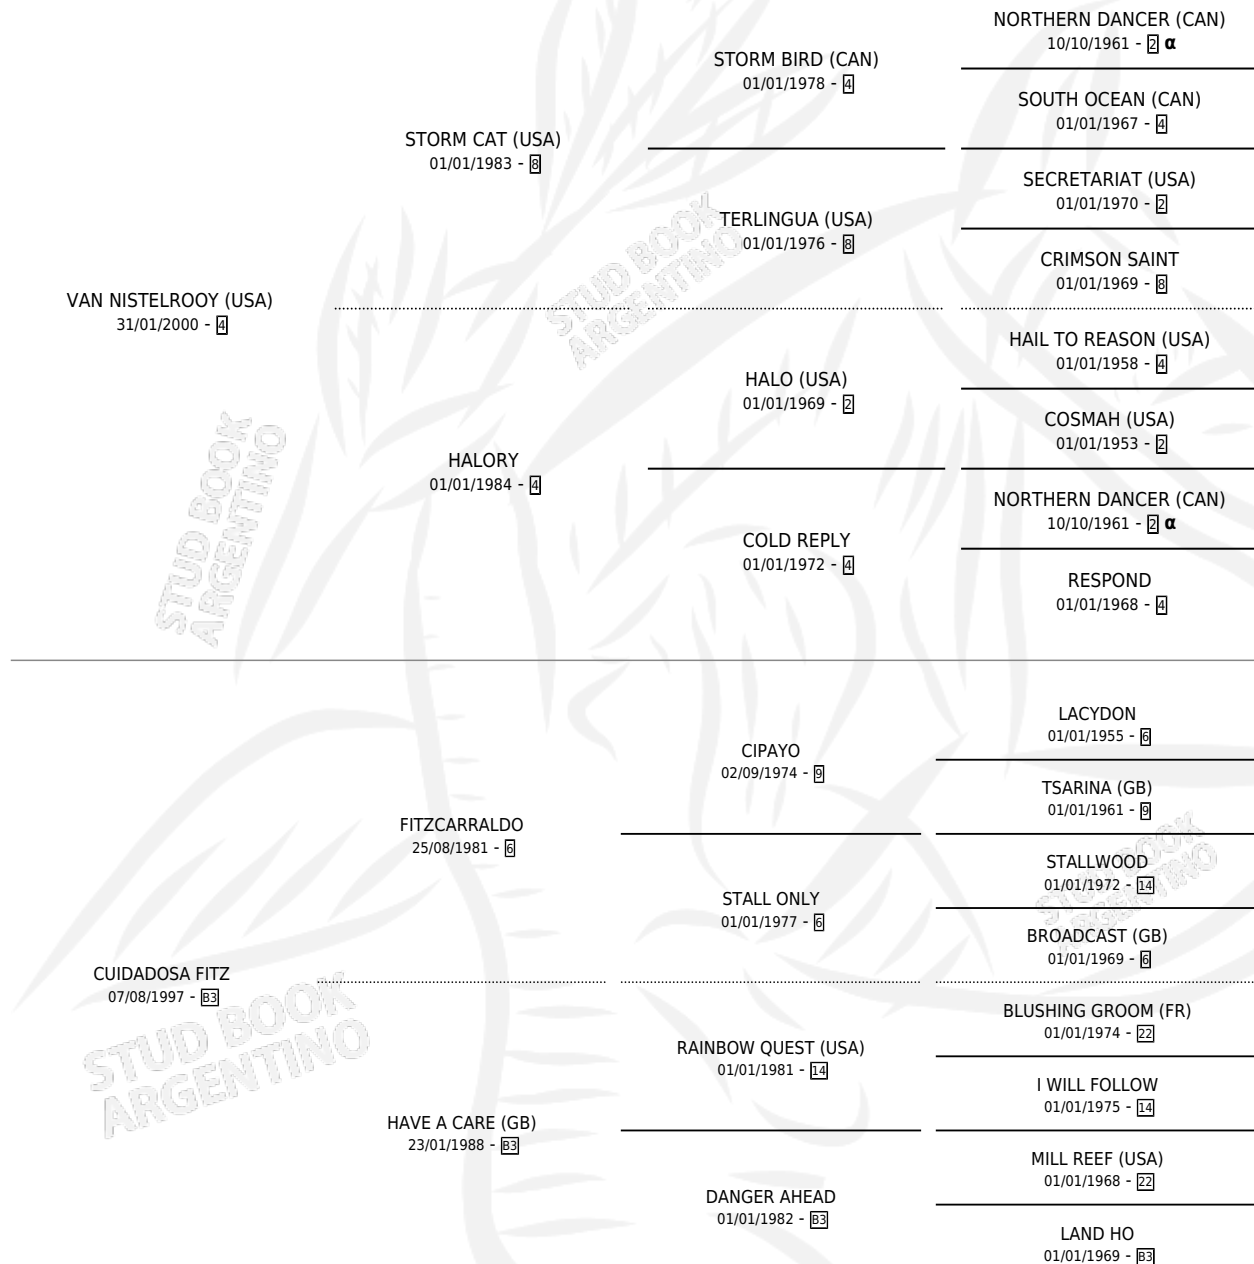 NORTHERN DANCER (CAN)
10/10/1961 - 2 α
STORM BIRD (CAN)
01/01/1978 - 4
SOUTH OCEAN (CAN)
01/01/1967 - 4
STORM CAT (USA)
01/01/1983 - 8
SECRETARIAT (USA)
01/01/1970 - 2
TERLINGUA (USA)
01/01/1976 - 8
CRIMSON SAINT
01/01/1969 - 8
VAN NISTELROOY (USA)
31/01/2000 - 4
HAIL TO REASON (USA)
01/01/1958 - 4
HALO (USA)
01/01/1969 - 2
COSMAH (USA)
01/01/1953 - 2
HALORY
01/01/1984 - 4
NORTHERN DANCER (CAN)
10/10/1961 - 2 α
COLD REPLY
01/01/1972 - 4
RESPOND
01/01/1968 - 4
LACYDON
01/01/1955 - 6
CIPAYO
02/09/1974 - 9
TSARINA (GB)
01/01/1961 - 9
FITZCARRALDO
25/08/1981 - 6
STALLWOOD
01/01/1972 - 14
STALL ONLY
01/01/1977 - 6
BROADCAST (GB)
01/01/1969 - 6
CUIDADOSA FITZ
07/08/1997 - B3
BLUSHING GROOM (FR)
01/01/1974 - 22
RAINBOW QUEST (USA)
01/01/1981 - 14
I WILL FOLLOW
01/01/1975 - 14
HAVE A CARE (GB)
23/01/1988 - B3
MILL REEF (USA)
01/01/1968 - 22
DANGER AHEAD
01/01/1982 - B3
LAND HO
01/01/1969 - B3
STUD BOOK
ARGENTINO
STUD BOOK
ARGENTINO
STUD BOOK
ARGENTINO
STUD BOOK
ARGENTINO